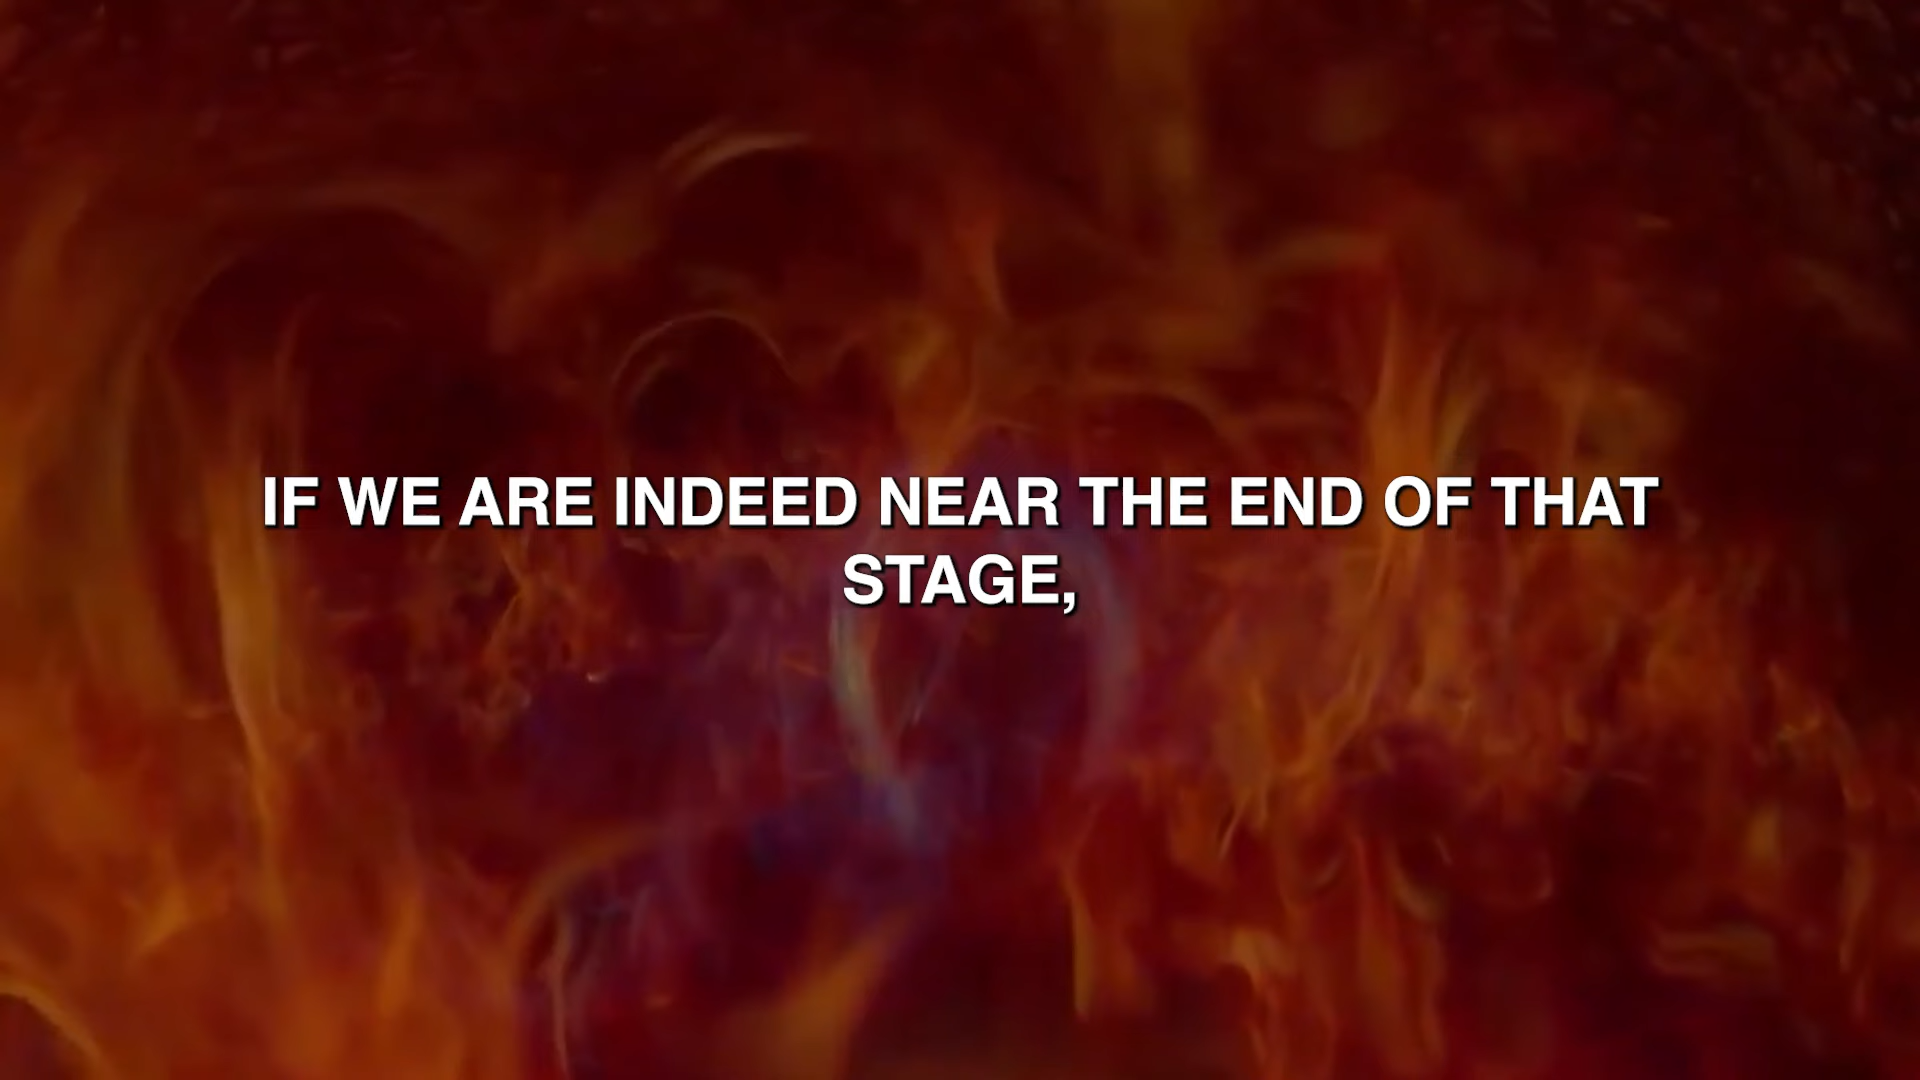 IF WE ARE INDEED NEAR THE END OF THAT
STAGE,